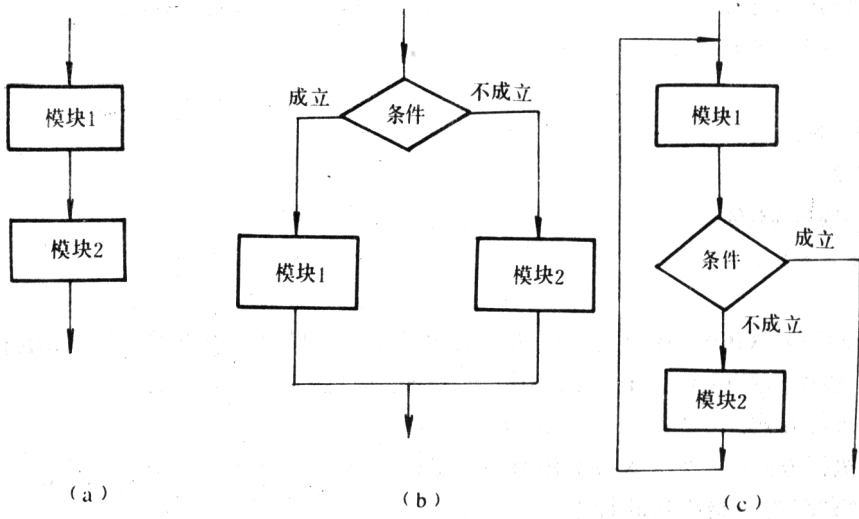 模块1
模块2
(a)
条件
成立
不成立
模块1
模块2
(b)
模块1
条件
成立
不成立
模块2
(c)